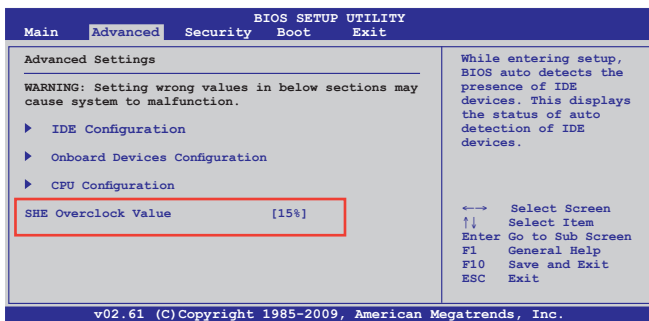 BIOS SETUP UTILITY
Main Advanced Security Boot Exit
Advanced Settings
WARNING: Setting wrong values in below sections may
cause system to malfunction.
IDE Configuration
Onboard Devices Configuration
CPU Configuration
SHE Overclock Value [15%]
While entering setup,
BIOS auto detects the
presence of IDE
devices. This displays
the status of auto
detection of IDE
devices.
←→ Select Screen
↑↓ Select Item
Enter Go to Sub Screen
F1 General Help
F10 Save and Exit
ESC Exit
v02.61 (C)Copyright 1985-2009, American Megatrends, Inc.